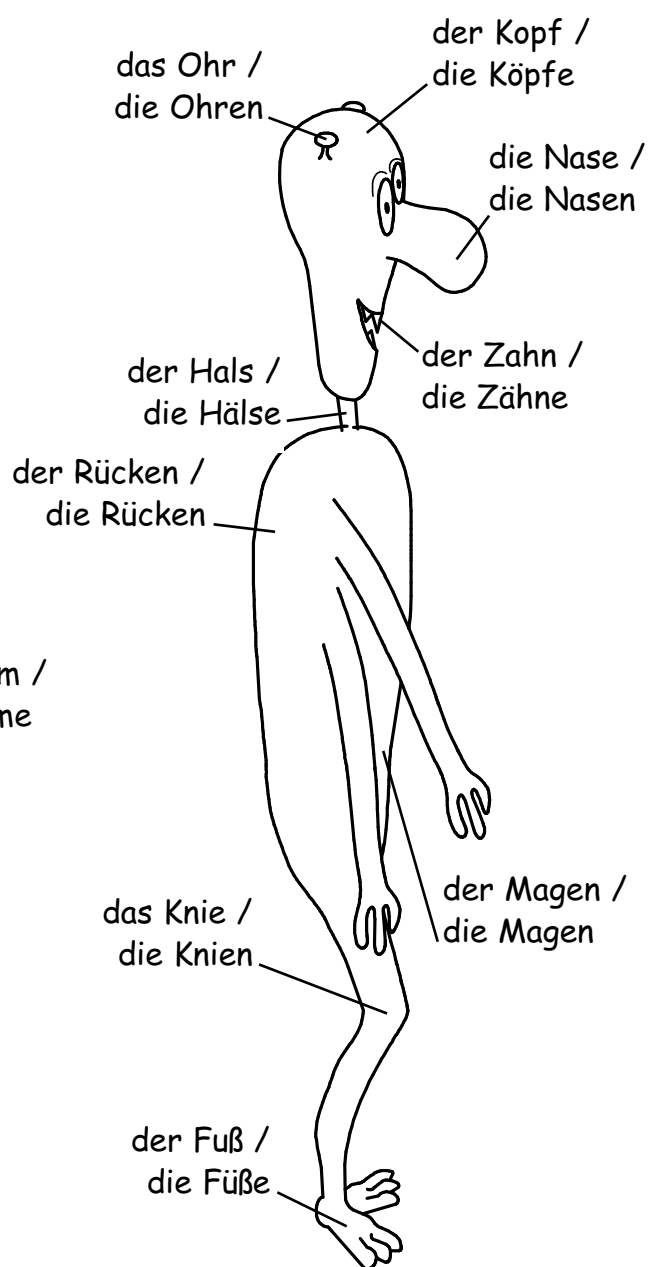 der Kopf /
die Köpfe
das Ohr /
die Ohren
die Nase /
die Nasen
der Zahn /
die Zähne
der Hals /
die Hälse
der Rücken /
die Rücken
m /
ne
der Magen /
die Magen
das Knie /
die Knien
der Fuß /
die Füße